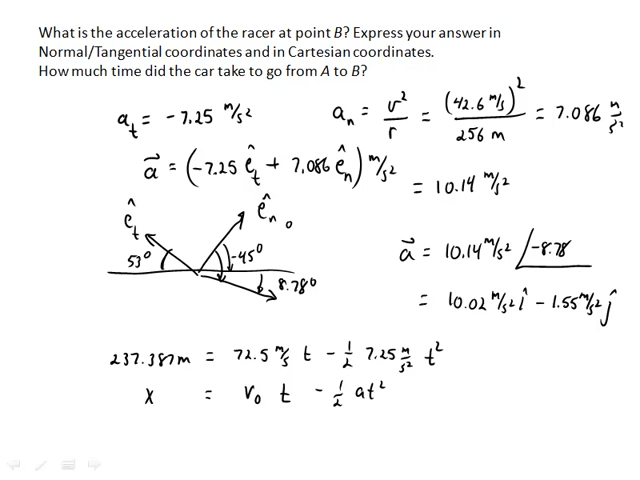 What is the acceleration of the racer at point B? Express your answer in
Normal/Tangential coordinates and in Cartesian coordinates.
How much time did the car take to go from A to B?
a_t = -7.25 m/s² a_n = v²/r = (42.6 m/s)²/256 m = 7.086 m/s²
a⃗ = (-7.25 ê_t + 7.086 ê_n) m/s² = 10.14 m/s²
ê_t ê_n
53° -45° 8.78°
a⃗ = 10.14 m/s² ∠-8.78
= 10.02 m/s² î - 1.55 m/s² ĵ
237.387m = 72.5 m/s t - ½ 7.25 m/s² t²
x = v₀ t - ½ at²